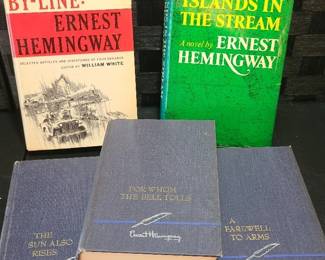 BY-LINE:
ERNEST
HEMINGWAY
SELECTED ARTICLES AND DISPATCHES OF FOUR DECADES
EDITED BY WILLIAM WHITE
ISLANDS IN
THE STREAM
A novel by ERNEST
HEMINGWAY
THE
SUN ALSO
RISES
FOR WHOM
THE BELL TOLLS
Ernest Hemingway
A
FAREWELL
TO ARMS